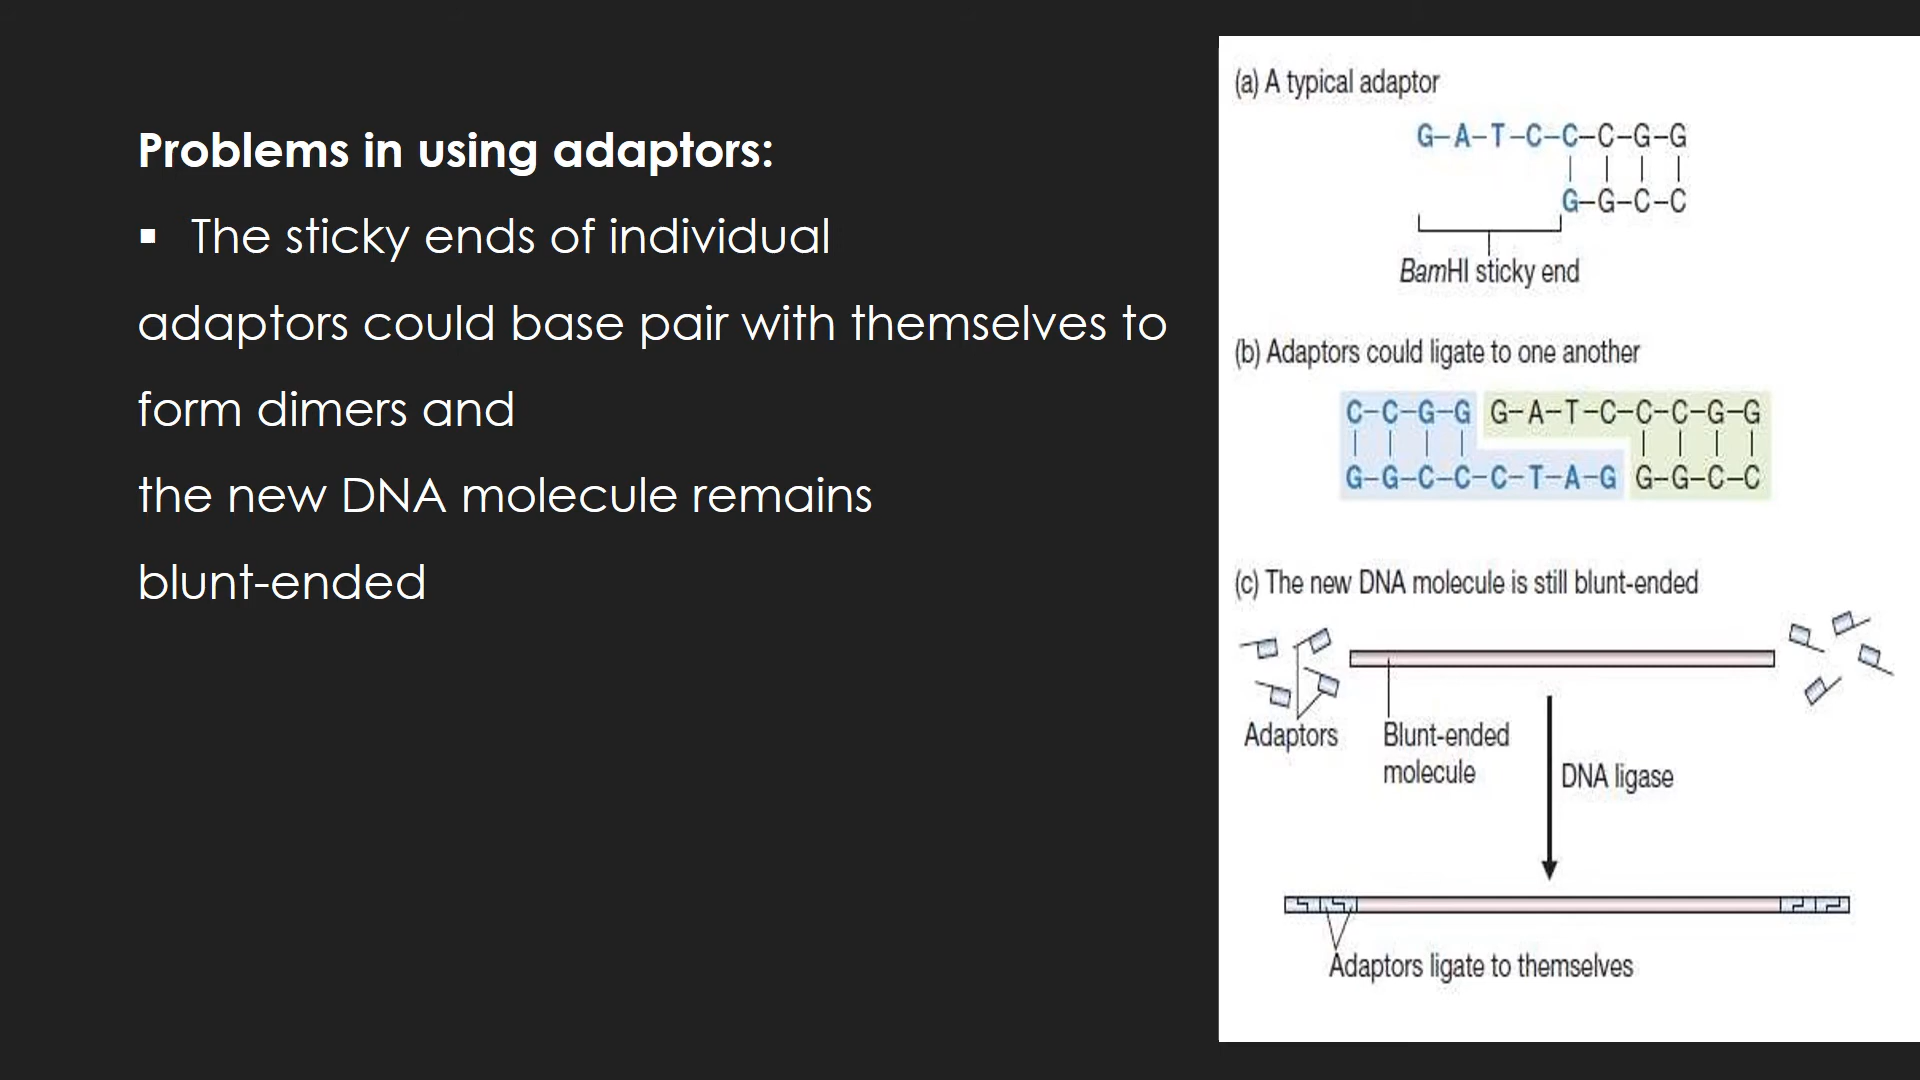 Problems in using adaptors:
▪ The sticky ends of individual
adaptors could base pair with themselves to
form dimers and
the new DNA molecule remains
blunt-ended
(a) A typical adaptor
G–A–T–C–C–C–G–G
G–G–C–C
BamHI sticky end
(b) Adaptors could ligate to one another
C–C–G–G G–A–T–C–C–C–G–G
G–G–C–C–C–T–A–G G–G–C–C
(c) The new DNA molecule is still blunt-ended
Adaptors
Blunt-ended
molecule
DNA ligase
Adaptors ligate to themselves